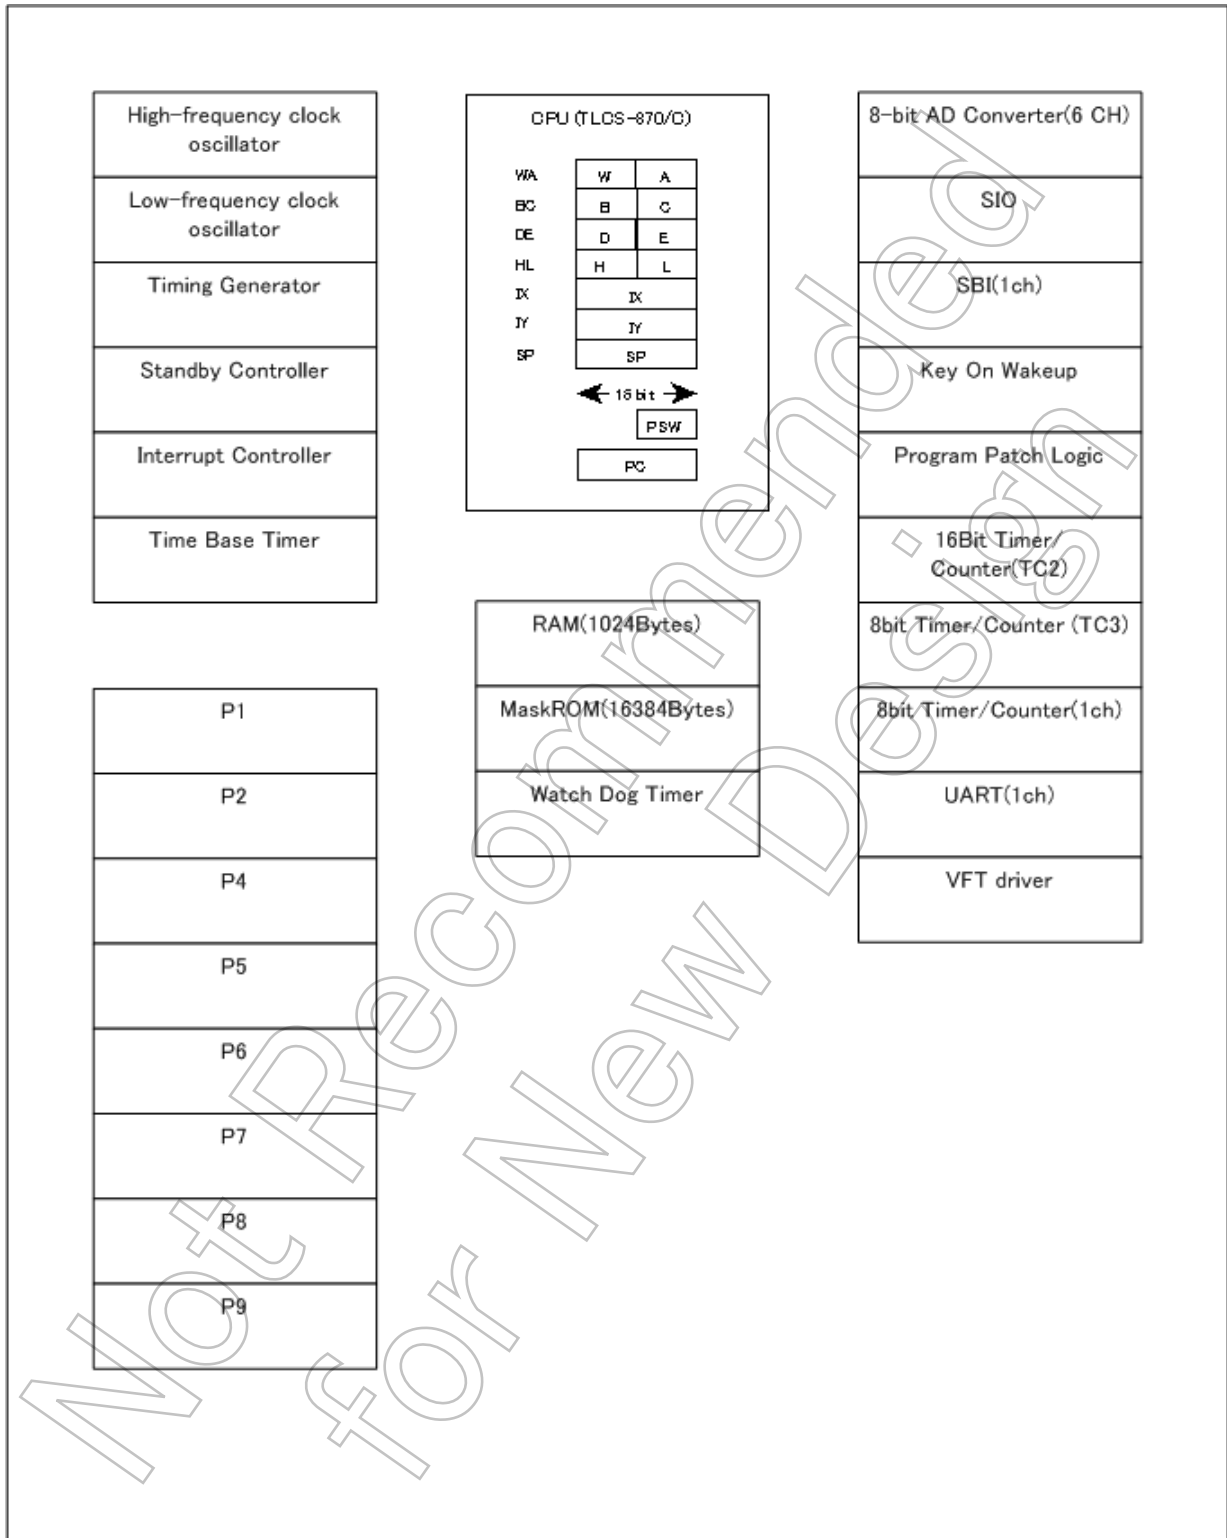 High-frequency clock
oscillator
Low-frequency clock
oscillator
Timing Generator
Standby Controller
Interrupt Controller
Time Base Timer
P1
P2
P4
P5
P6
P7
P8
P9
CPU (TLCS-870/C)
WA W A
BC B C
DE D E
HL H L
IX IX
IY IY
SP SP
16 bit
PSW
PC
RAM(1024Bytes)
MaskROM(16384Bytes)
Watch Dog Timer
8-bit AD Converter(6 CH)
SIO
SBI(1ch)
Key On Wakeup
Program Patch Logic
16Bit Timer/
Counter(TC2)
8bit Timer/Counter (TC3)
8bit Timer/Counter(1ch)
UART(1ch)
VFT driver
Not Recommended
for New Design